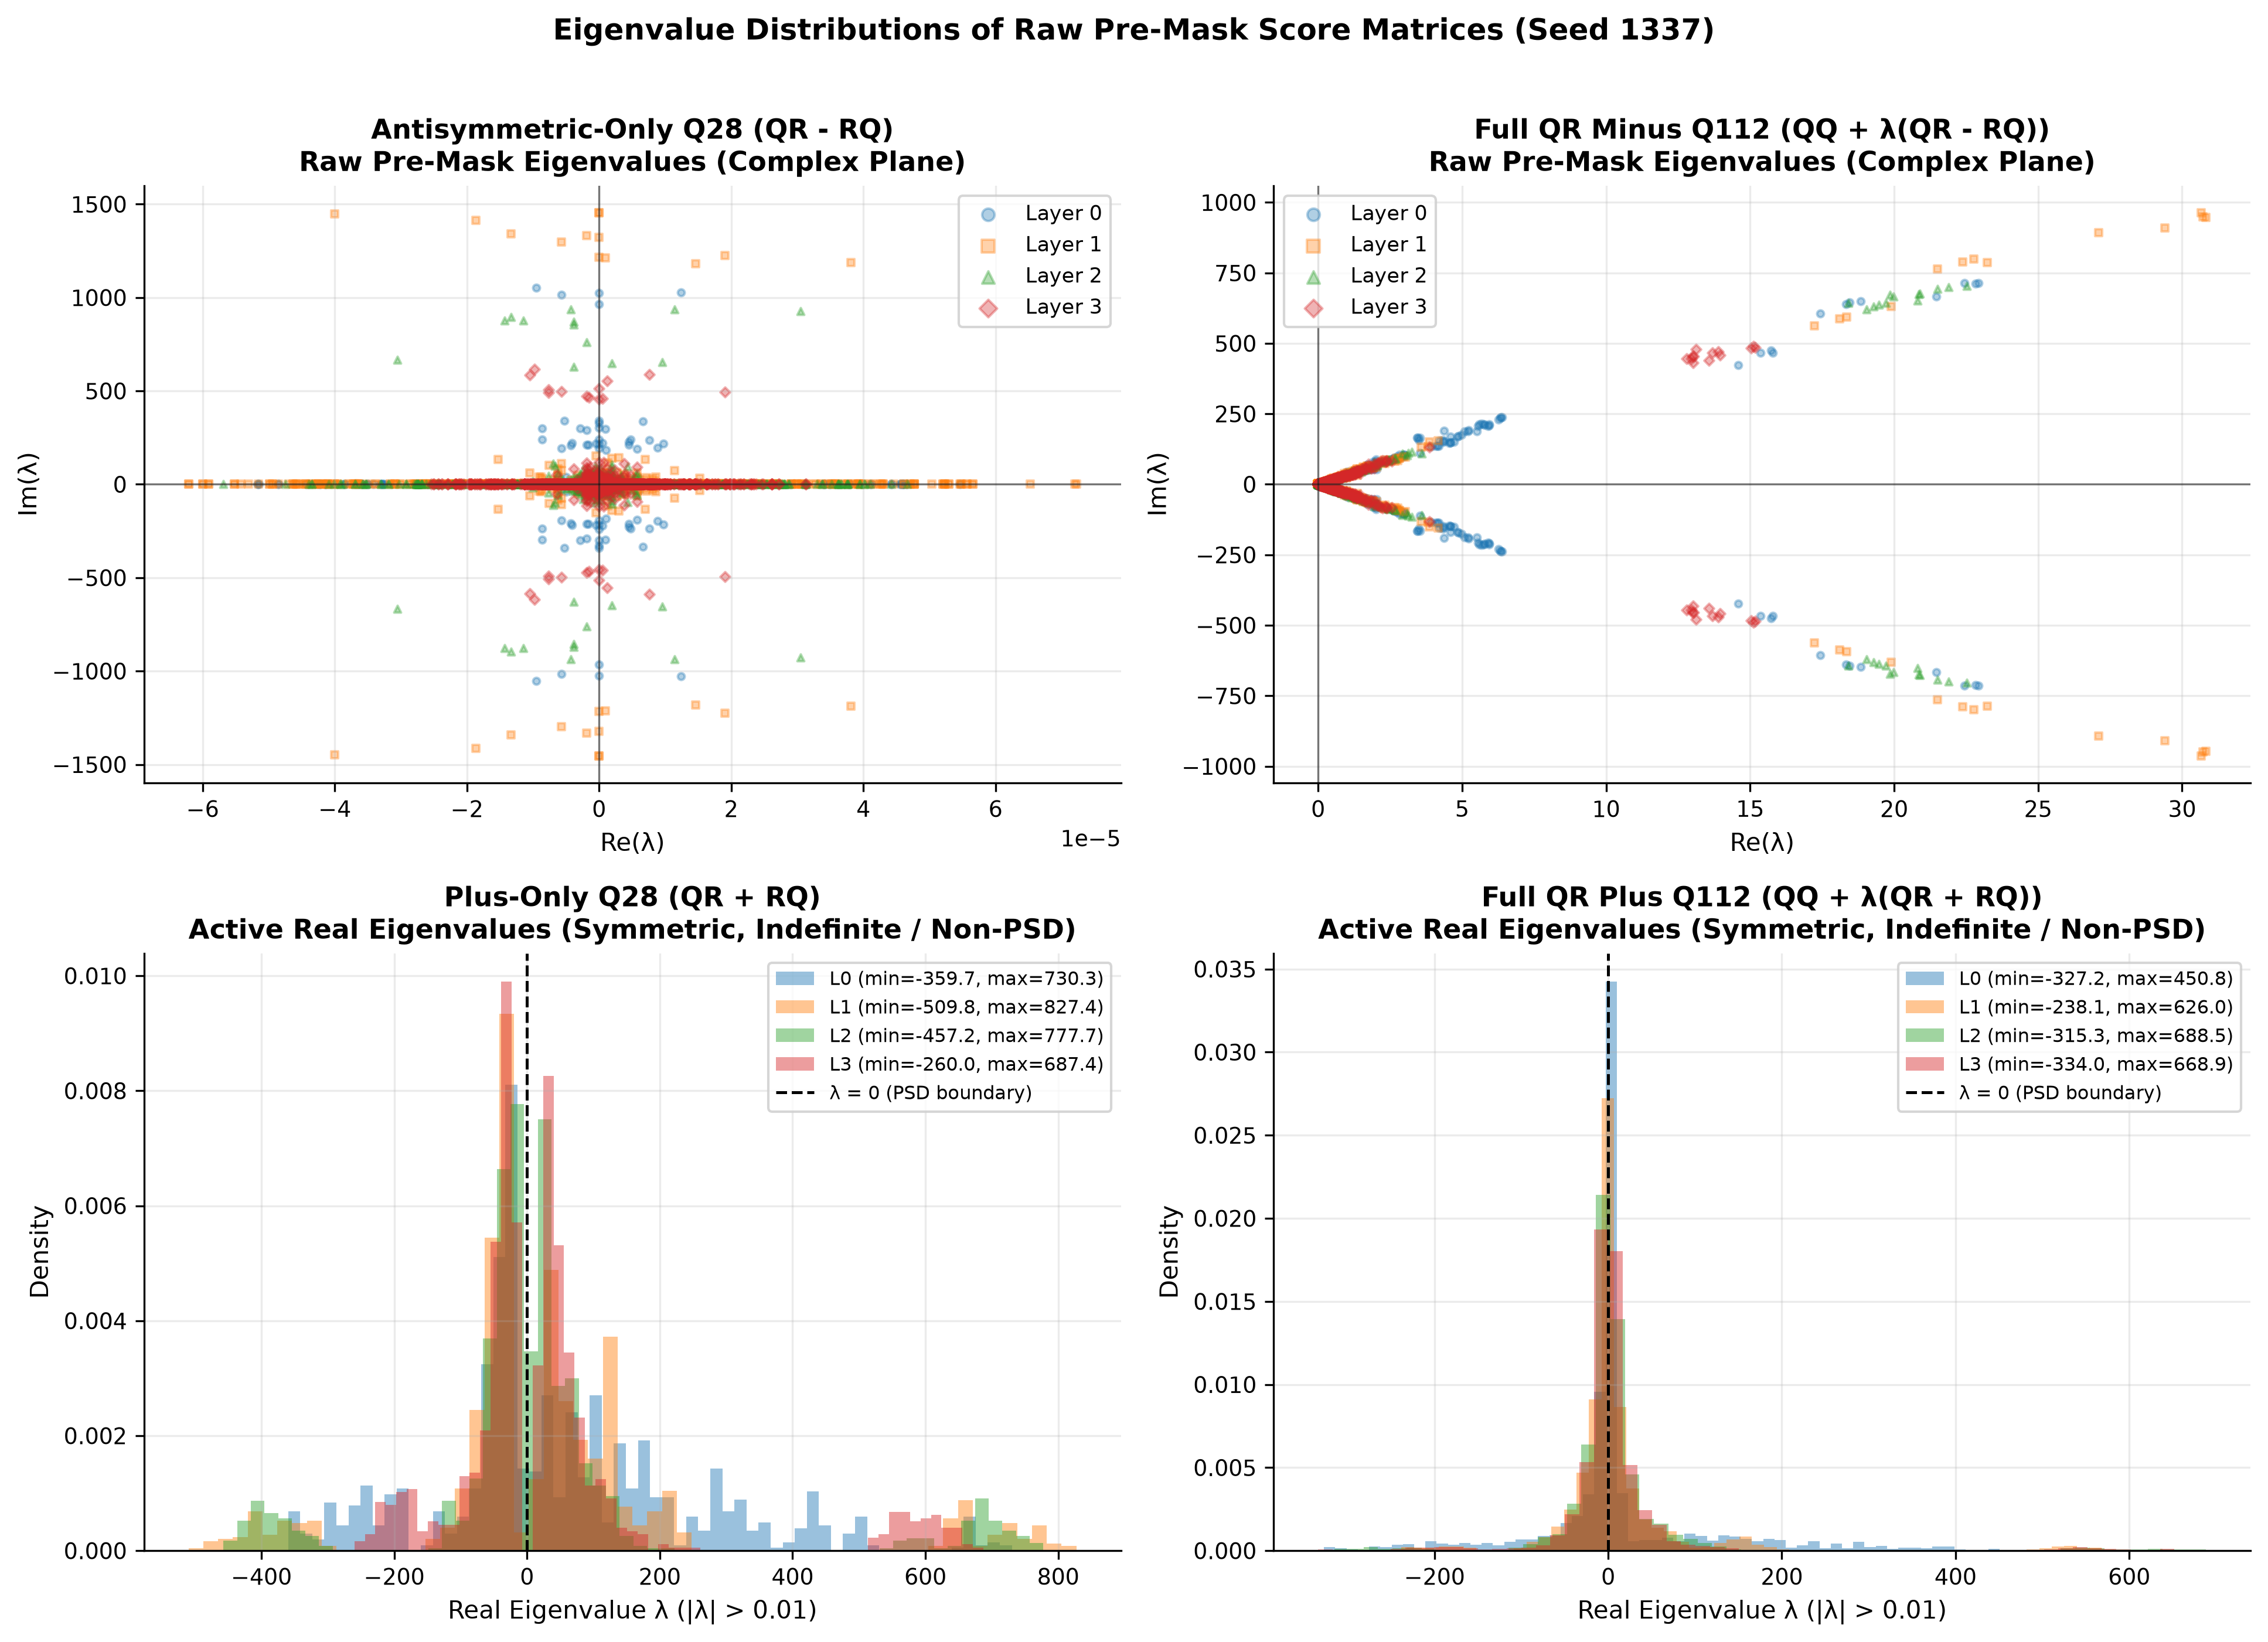 Eigenvalue Distributions of Raw Pre-Mask Score Matrices (Seed 1337)
Antisymmetric-Only Q28 (QR - RQ)
Raw Pre-Mask Eigenvalues (Complex Plane)
1500
1000
500
0
−500
−1000
−1500
Im(λ)
Layer 0
Layer 1
Layer 2
Layer 3
−6
−4
−2
0
2
4
6
1e−5
Re(λ)
Full QR Minus Q112 (QQ + λ(QR - RQ))
Raw Pre-Mask Eigenvalues (Complex Plane)
1000
750
500
250
0
−250
−500
−750
−1000
Im(λ)
Layer 0
Layer 1
Layer 2
Layer 3
0
5
10
15
20
25
30
Re(λ)
Plus-Only Q28 (QR + RQ)
Active Real Eigenvalues (Symmetric, Indefinite / Non-PSD)
0.010
0.008
0.006
0.004
0.002
0.000
Density
L0 (min=-359.7, max=730.3)
L1 (min=-509.8, max=827.4)
L2 (min=-457.2, max=777.7)
L3 (min=-260.0, max=687.4)
λ = 0 (PSD boundary)
−400
−200
0
200
400
600
800
Real Eigenvalue λ (|λ| > 0.01)
Full QR Plus Q112 (QQ + λ(QR + RQ))
Active Real Eigenvalues (Symmetric, Indefinite / Non-PSD)
0.035
0.030
0.025
0.020
0.015
0.010
0.005
0.000
Density
L0 (min=-327.2, max=450.8)
L1 (min=-238.1, max=626.0)
L2 (min=-315.3, max=688.5)
L3 (min=-334.0, max=668.9)
λ = 0 (PSD boundary)
−200
0
200
400
600
Real Eigenvalue λ (|λ| > 0.01)